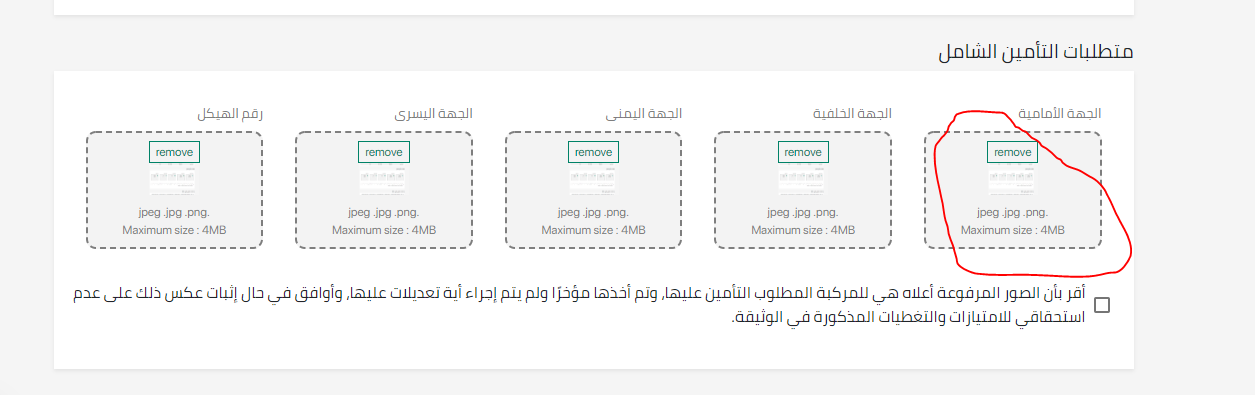 متطلبات التأمين الشامل
الجهة الأمامية
الجهة الخلفية
الجهة اليمنى
الجهة اليسرى
رقم الهيكل
remove
remove
remove
remove
remove
jpeg .jpg .png.
jpeg .jpg .png.
jpeg .jpg .png.
jpeg .jpg .png.
jpeg .jpg .png.
Maximum size : 4MB
Maximum size : 4MB
Maximum size : 4MB
Maximum size : 4MB
Maximum size : 4MB
أقر بأن الصور المرفوعة أعلاه هي للمركبة المطلوب التأمين عليها، وتم أخذها مؤخرًا ولم يتم إجراء أية تعديلات عليها، وأوافق في حال إثبات عكس ذلك على عدم
استحقاقي للامتيازات والتغطيات المذكورة في الوثيقة.